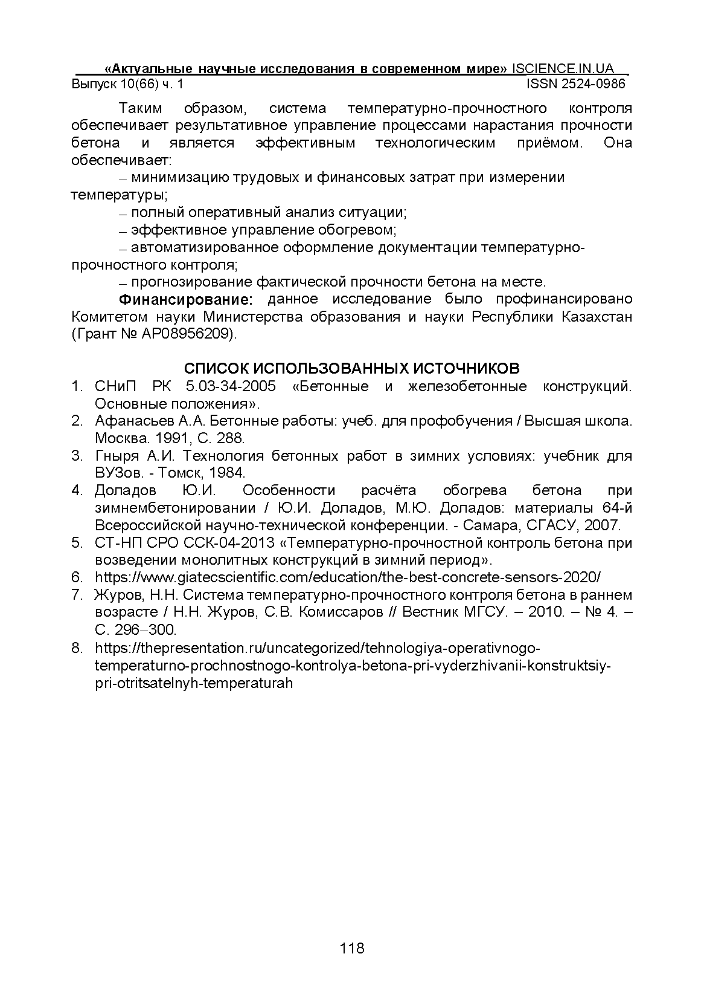 «Актуальные научные исследования в современном мире» ISCIENCE.IN.UA
Выпуск 10(66) ч. 1 ISSN 2524-0986
Таким образом, система температурно-прочностного контроля
обеспечивает результативное управление процессами нарастания прочности
бетона и является эффективным технологическим приёмом. Она
обеспечивает:
– минимизацию трудовых и финансовых затрат при измерении
температуры;
– полный оперативный анализ ситуации;
– эффективное управление обогревом;
– автоматизированное оформление документации температурно-
прочностного контроля;
– прогнозирование фактической прочности бетона на месте.
Финансирование: данное исследование было профинансировано
Комитетом науки Министерства образования и науки Республики Казахстан
(Грант № AP08956209).
СПИСОК ИСПОЛЬЗОВАННЫХ ИСТОЧНИКОВ
1. СНиП РК 5.03-34-2005 «Бетонные и железобетонные конструкций.
Основные положения».
2. Афанасьев А.А. Бетонные работы: учеб. для профобучения / Высшая школа.
Москва. 1991, С. 288.
3. Гныря А.И. Технология бетонных работ в зимних условиях: учебник для
ВУЗов. - Томск, 1984.
4. Доладов Ю.И. Особенности расчёта обогрева бетона при
зимнембетонировании / Ю.И. Доладов, М.Ю. Доладов: материалы 64-й
Всероссийской научно-технической конференции. - Самара, СГАСУ, 2007.
5. СТ-НП СРО ССК-04-2013 «Температурно-прочностной контроль бетона при
возведении монолитных конструкций в зимний период».
6. https://www.giatecscientific.com/education/the-best-concrete-sensors-2020/
7. Журов, Н.Н. Система температурно-прочностного контроля бетона в раннем
возрасте / Н.Н. Журов, С.В. Комиссаров // Вестник МГСУ. – 2010. – № 4. –
С. 296–300.
8. https://thepresentation.ru/uncategorized/tehnologiya-operativnogo-
temperaturno-prochnostnogo-kontrolya-betona-pri-vyderzhivanii-konstruktsiy-
pri-otritsatelnyh-temperaturah
118